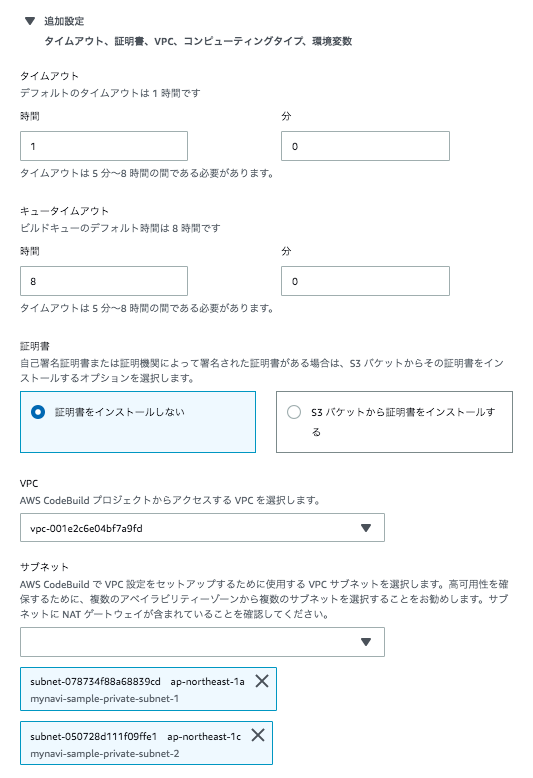 追加設定
タイムアウト、証明書、VPC、コンピューティングタイプ、環境変数
タイムアウト
デフォルトのタイムアウトは 1 時間です
時間
分
1
0
タイムアウトは 5 分〜8 時間の間である必要があります。
キュータイムアウト
ビルドキューのデフォルト時間は 8 時間です
時間
分
8
0
タイムアウトは 5 分〜8 時間の間である必要があります。
証明書
自己署名証明書または証明機関によって署名された証明書がある場合は、S3 バケットからその証明書をイン
ストールするオプションを選択します。
証明書をインストールしない
S3 バケットから証明書をインストールす
る
VPC
AWS CodeBuild プロジェクトからアクセスする VPC を選択します。
vpc-001e2c6e04bf7a9fd
サブネット
AWS CodeBuild で VPC 設定をセットアップするために使用する VPC サブネットを選択します。高可用性を確
保するために、複数のアベイラビリティーゾーンから複数のサブネットを選択することをお勧めします。サブ
ネットに NAT ゲートウェイが含まれていることを確認してください。
subnet-078734f88a68839cd ap-northeast-1a
mynavi-sample-private-subnet-1
subnet-050728d111f09ffe1 ap-northeast-1c
mynavi-sample-private-subnet-2